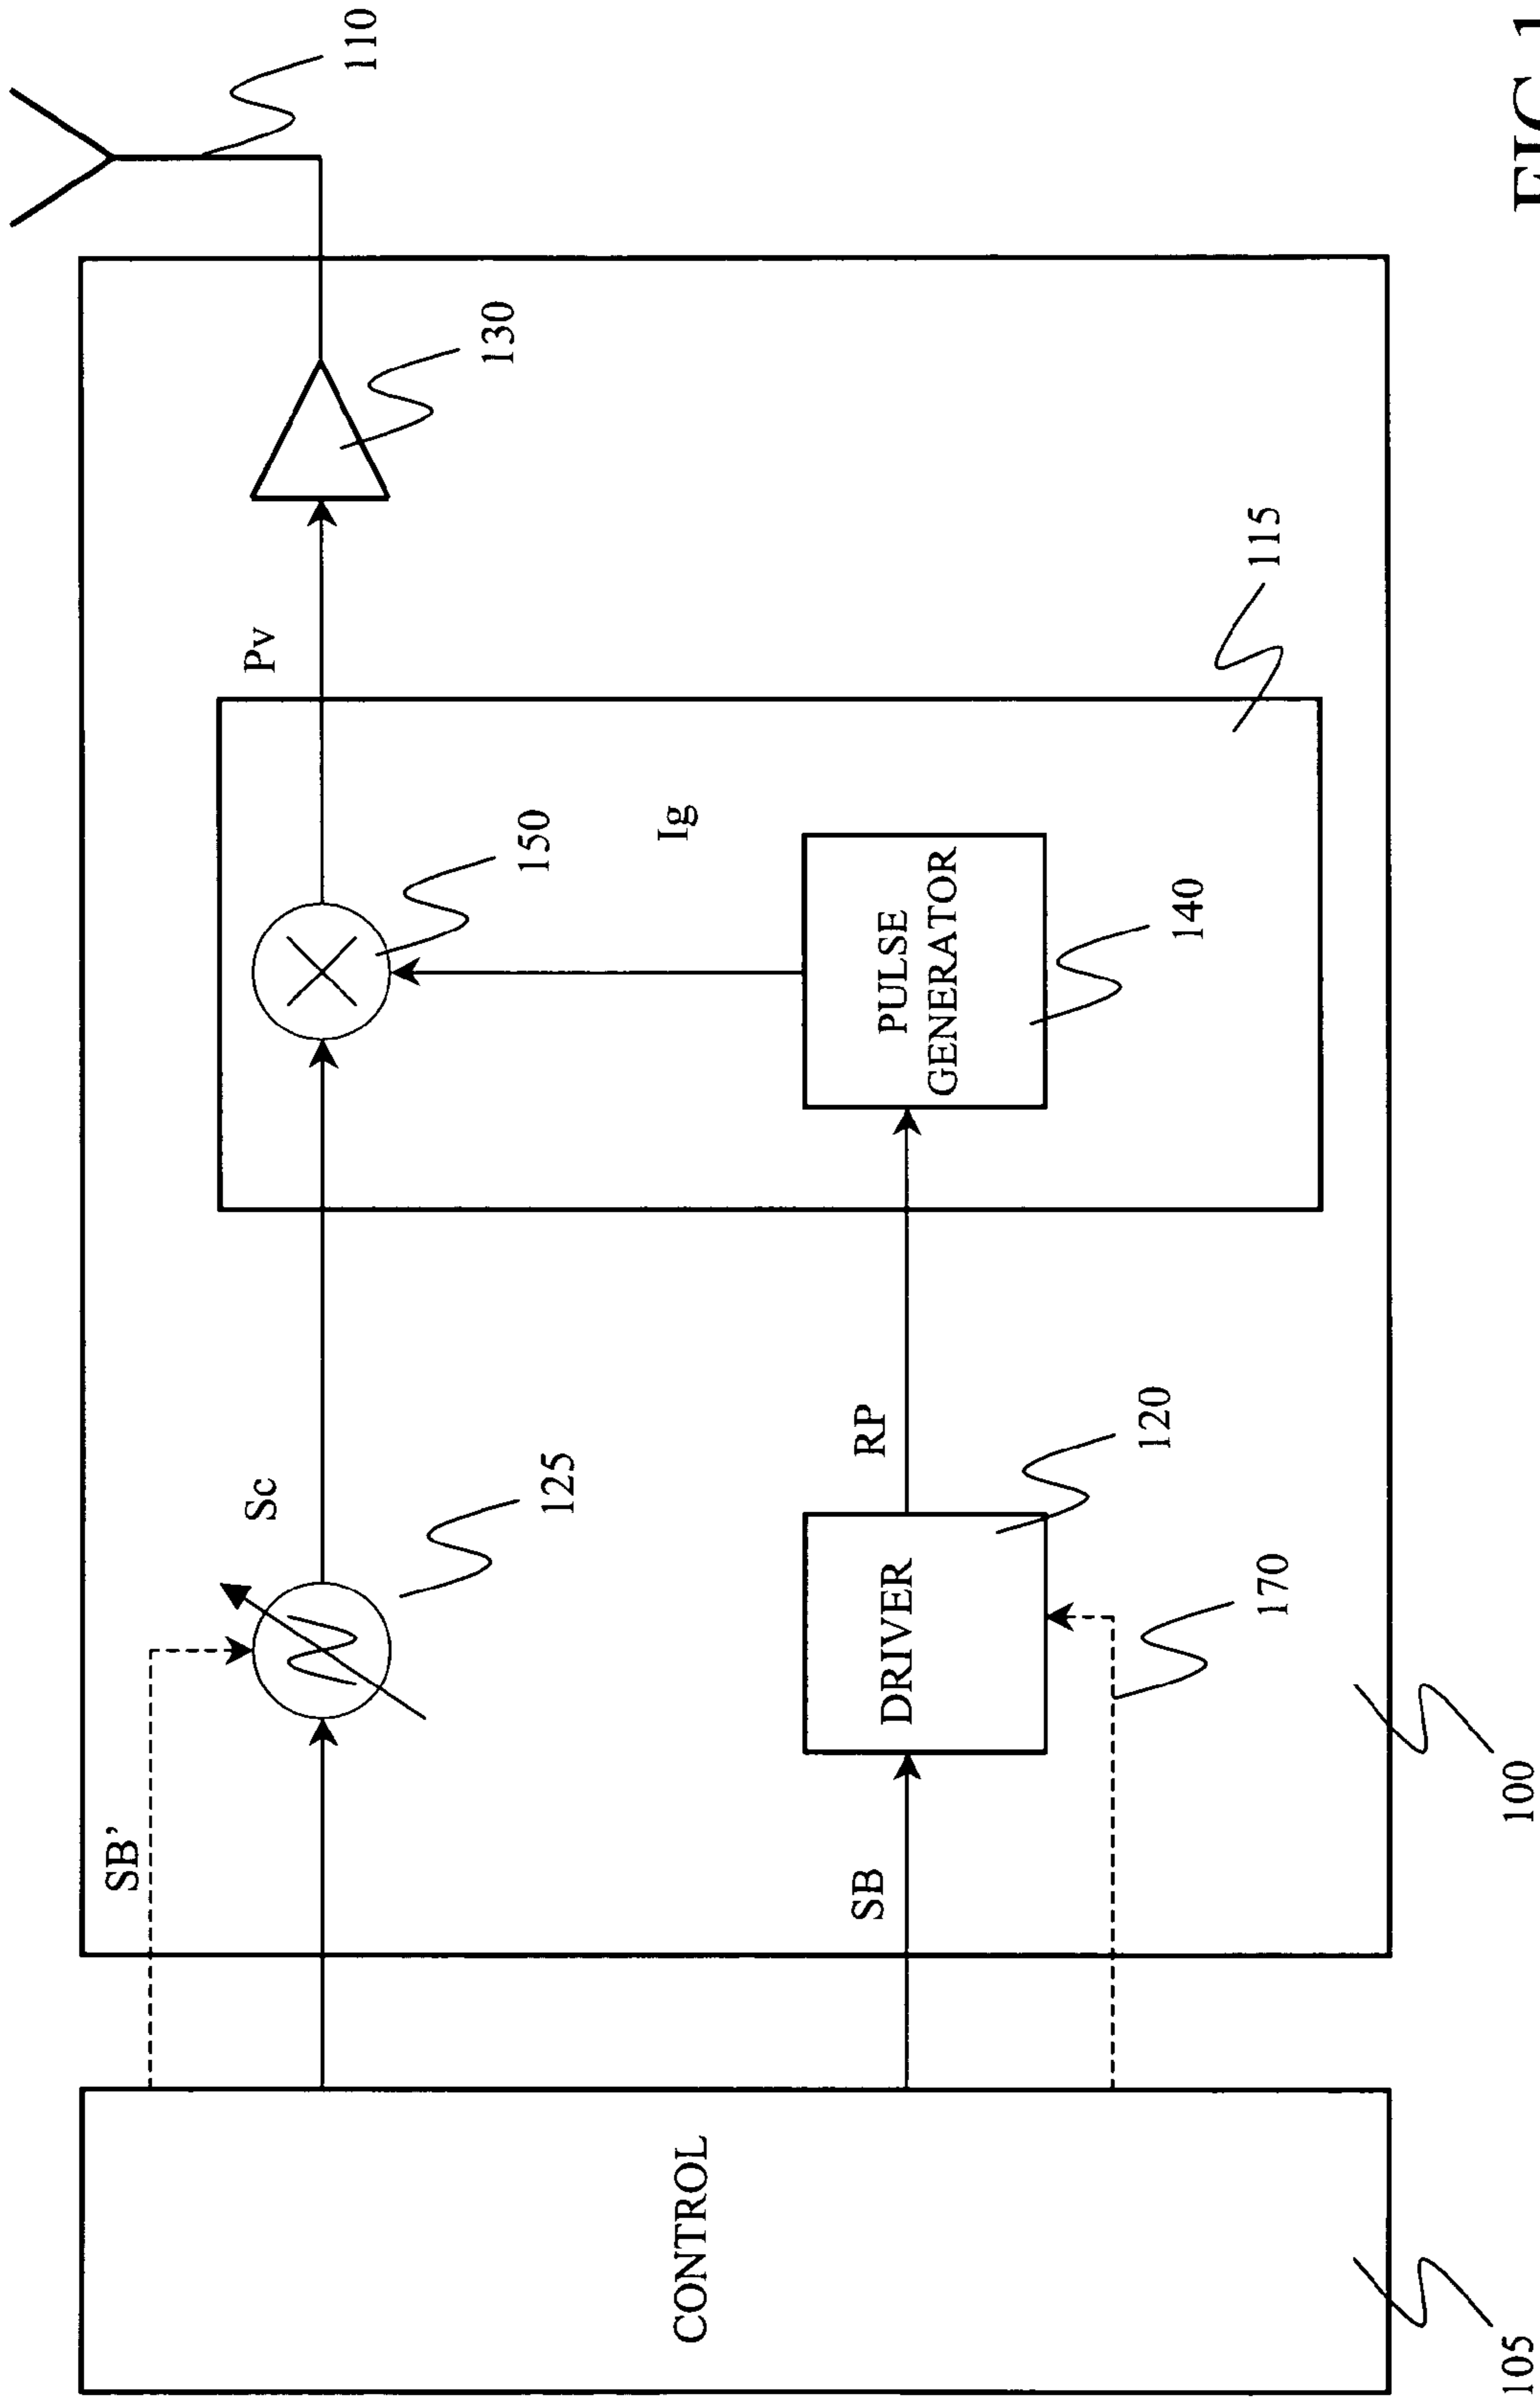 110
130
Pv
115
150
Ig
PULSE
GENERATOR
140
Sc
125
RP
120
DRIVER
170
SB’
SB
100
CONTROL
105
FIG.1